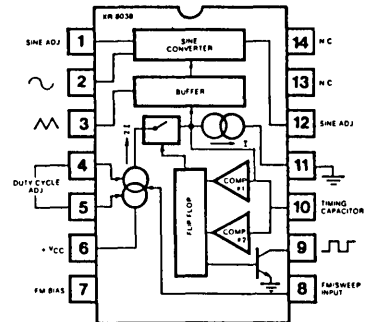 XR 8038
SINE ADJ 1
2
3
DUTY CYCLE
ADJ
4
5
+ VCC 6
FM BIAS 7
SINE
CONVERTER
BUFFER
2I
I
FLIP FLOP
COMP
#1
COMP
#2
14 N C
13 N C
12 SINE ADJ
11
10 TIMING
CAPACITOR
9
8 FM/SWEEP
INPUT